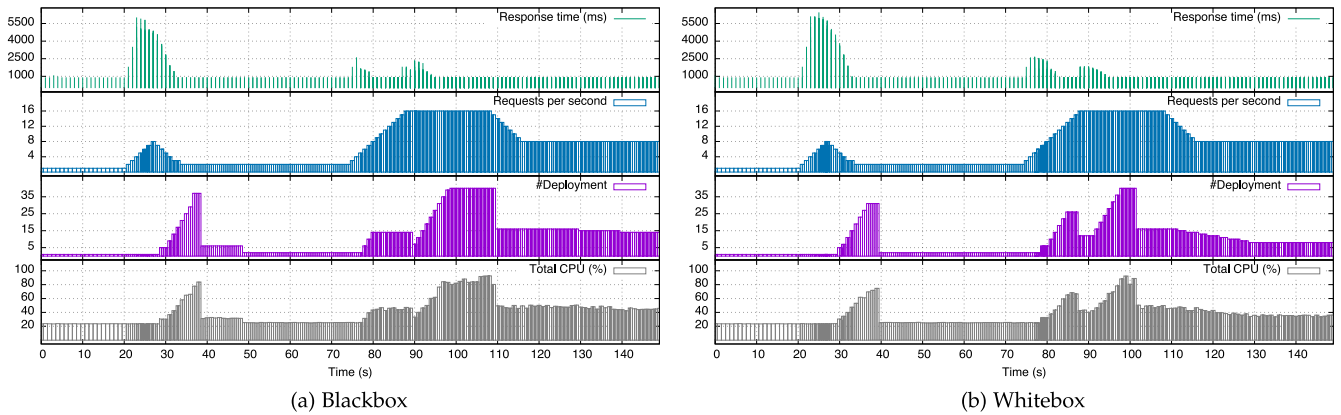 Response time (ms)
5500
4000
2500
1000
Requests per second
16
12
8
4
#Deployment
35
25
15
5
Total CPU (%)
100
80
60
40
20
0 10 20 30 40 50 60 70 80 90 100 110 120 130 140
Time (s)
(a) Blackbox
Response time (ms)
5500
4000
2500
1000
Requests per second
16
12
8
4
#Deployment
35
25
15
5
Total CPU (%)
100
80
60
40
20
0 10 20 30 40 50 60 70 80 90 100 110 120 130 140
Time (s)
(b) Whitebox